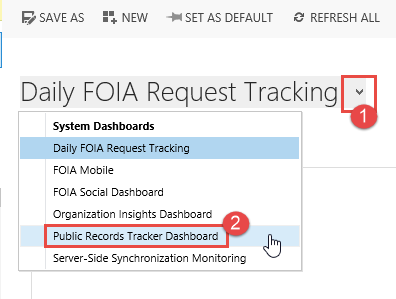 SAVE AS NEW SET AS DEFAULT REFRESH ALL
Daily FOIA Request Tracking
1
System Dashboards
Daily FOIA Request Tracking
FOIA Mobile
FOIA Social Dashboard
Organization Insights Dashboard
2
Public Records Tracker Dashboard
Server-Side Synchronization Monitoring